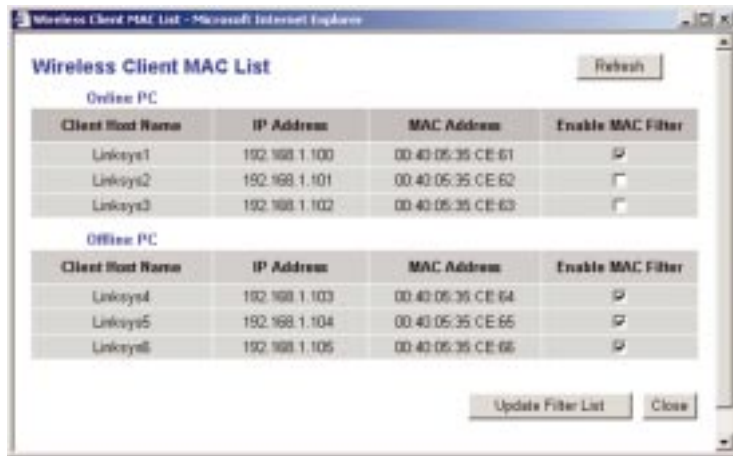 Wireless Client MAC List - Microsoft Internet Explorer
Wireless Client MAC List
Refresh
Online PC
Client Host Name IP Address MAC Address Enable MAC Filter
Linksys1 192.168.1.100 00:40:05:35:CE:61
Linksys2 192.168.1.101 00:40:05:35:CE:62
Linksys3 192.168.1.102 00:40:05:35:CE:63
Offline PC
Client Host Name IP Address MAC Address Enable MAC Filter
Linksys4 192.168.1.103 00:40:05:35:CE:64
Linksys5 192.168.1.104 00:40:05:35:CE:65
Linksys6 192.168.1.105 00:40:05:35:CE:66
Update Filter List Close